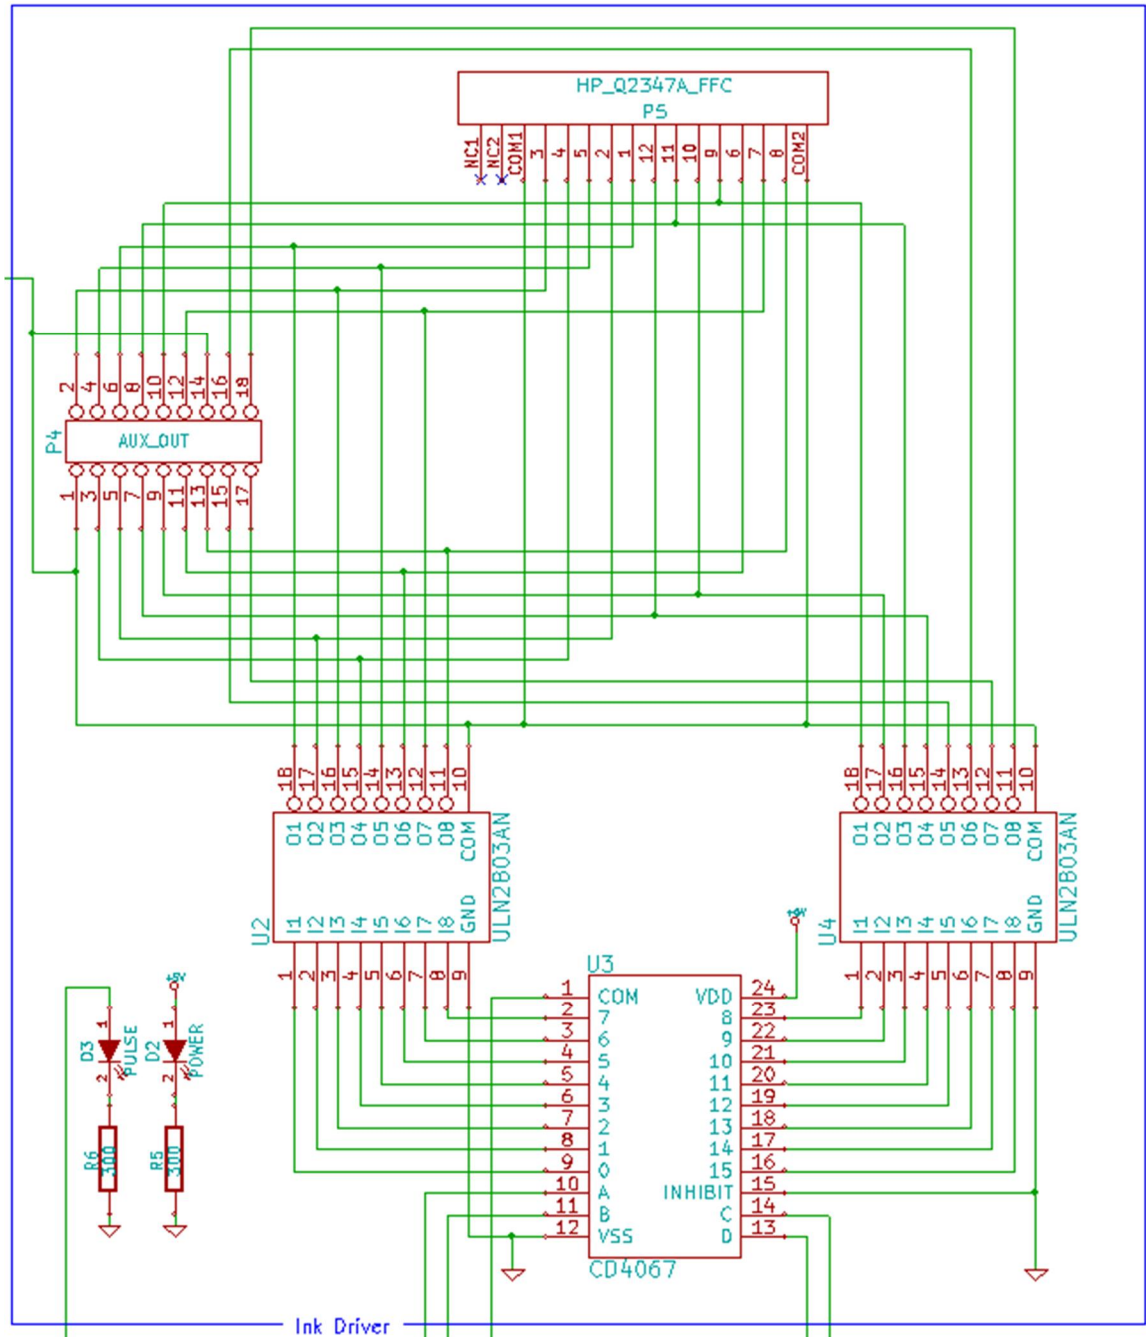 HP_Q2347A_FFC
P5
NC1 NC2 COM1 3 4 5 2 1 12 11 10 9 6 7 8 COM2
2 4 6 8 10 12 14 16 18
P4 AUX_OUT
1 3 5 7 9 11 13 15 17
18 17 16 15 14 13 12 11 10
O1 O2 O3 O4 O5 O6 O7 O8 COM
U2 ULN2803AN
I1 I2 I3 I4 I5 I6 I7 I8 GND
1 2 3 4 5 6 7 8 9
18 17 16 15 14 13 12 11 10
O1 O2 O3 O4 O5 O6 O7 O8 COM
U4 ULN2803AN
I1 I2 I3 I4 I5 I6 I7 I8 GND
1 2 3 4 5 6 7 8 9
U3
1 COM VDD 24
2 7 8 23
3 6 9 22
4 5 10 21
5 4 11 20
6 3 12 19
7 2 13 18
8 1 14 17
9 0 15 16
10 A INHIBIT 15
11 B C 14
12 VSS D 13
CD4067
D3 PULSE 1 2
D2 POWER 1 2
R6 300
R5 300
Ink Driver